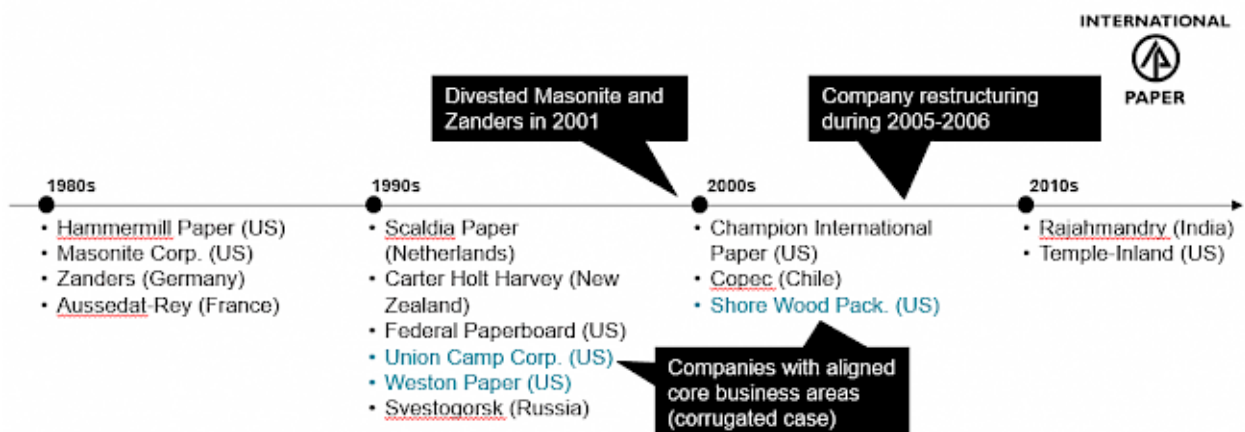 INTERNATIONAL
PAPER
Divested Masonite and
Zanders in 2001
Company restructuring
during 2005-2006
1980s
1990s
2000s
2010s
• Hammermill Paper (US)
• Masonite Corp. (US)
• Zanders (Germany)
• Aussedat-Rey (France)
• Scaldia Paper
(Netherlands)
• Carter Holt Harvey (New
Zealand)
• Federal Paperboard (US)
• Union Camp Corp. (US)
• Weston Paper (US)
• Svestogorsk (Russia)
• Champion International
Paper (US)
• Copec (Chile)
• Shore Wood Pack. (US)
• Rajahmandry (India)
• Temple-Inland (US)
Companies with aligned
core business areas
(corrugated case)